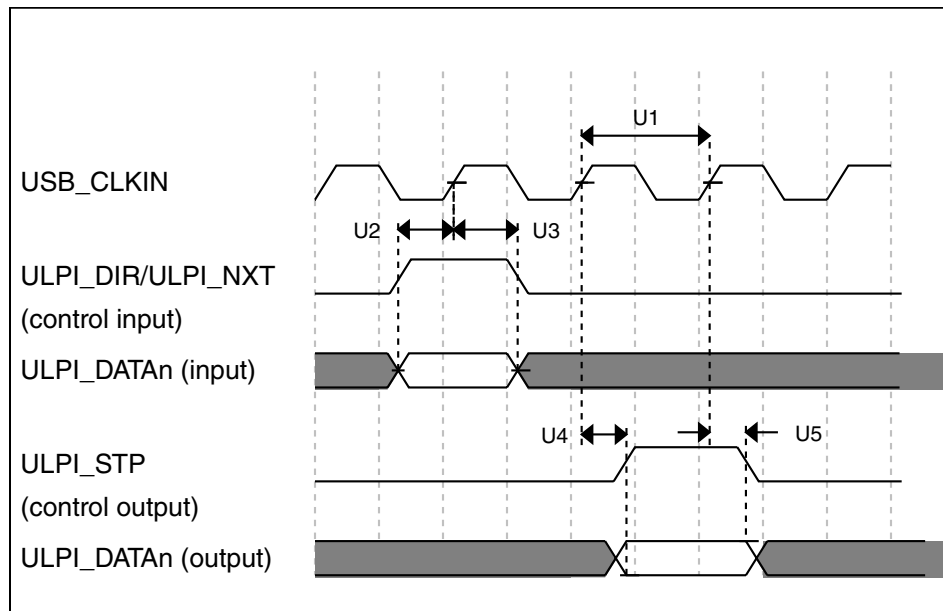 U1
USB_CLKIN
U2
U3
ULPI_DIR/ULPI_NXT
(control input)
ULPI_DATAn (input)
U4
U5
ULPI_STP
(control output)
ULPI_DATAn (output)